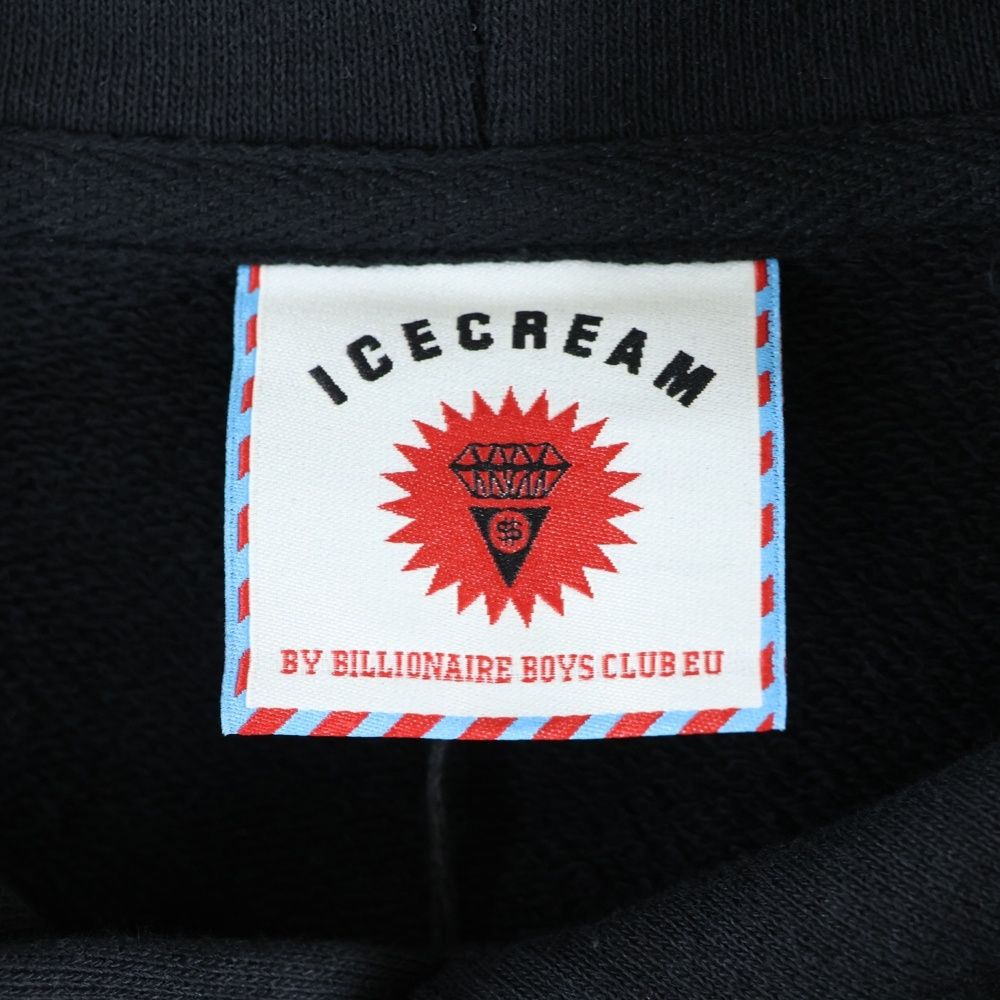 ICECREAM
$$
BY BILLIONAIRE BOYS CLUB EU